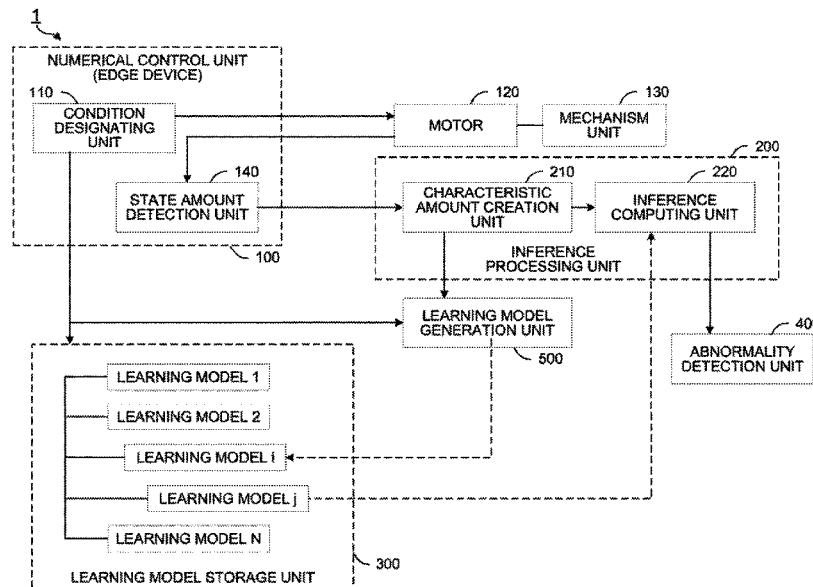 1
NUMERICAL CONTROL UNIT
(EDGE DEVICE)
110
CONDITION
DESIGNATING
UNIT
120
MOTOR
130
MECHANISM
UNIT
140
STATE AMOUNT
DETECTION UNIT
100
200
210
CHARACTERISTIC
AMOUNT CREATION
UNIT
220
INFERENCE
COMPUTING UNIT
INFERENCE
PROCESSING UNIT
LEARNING MODEL
GENERATION UNIT
500
ABNORMALITY
DETECTION UNIT
LEARNING MODEL 1
LEARNING MODEL 2
LEARNING MODEL i
LEARNING MODEL j
LEARNING MODEL N
300
LEARNING MODEL STORAGE UNIT